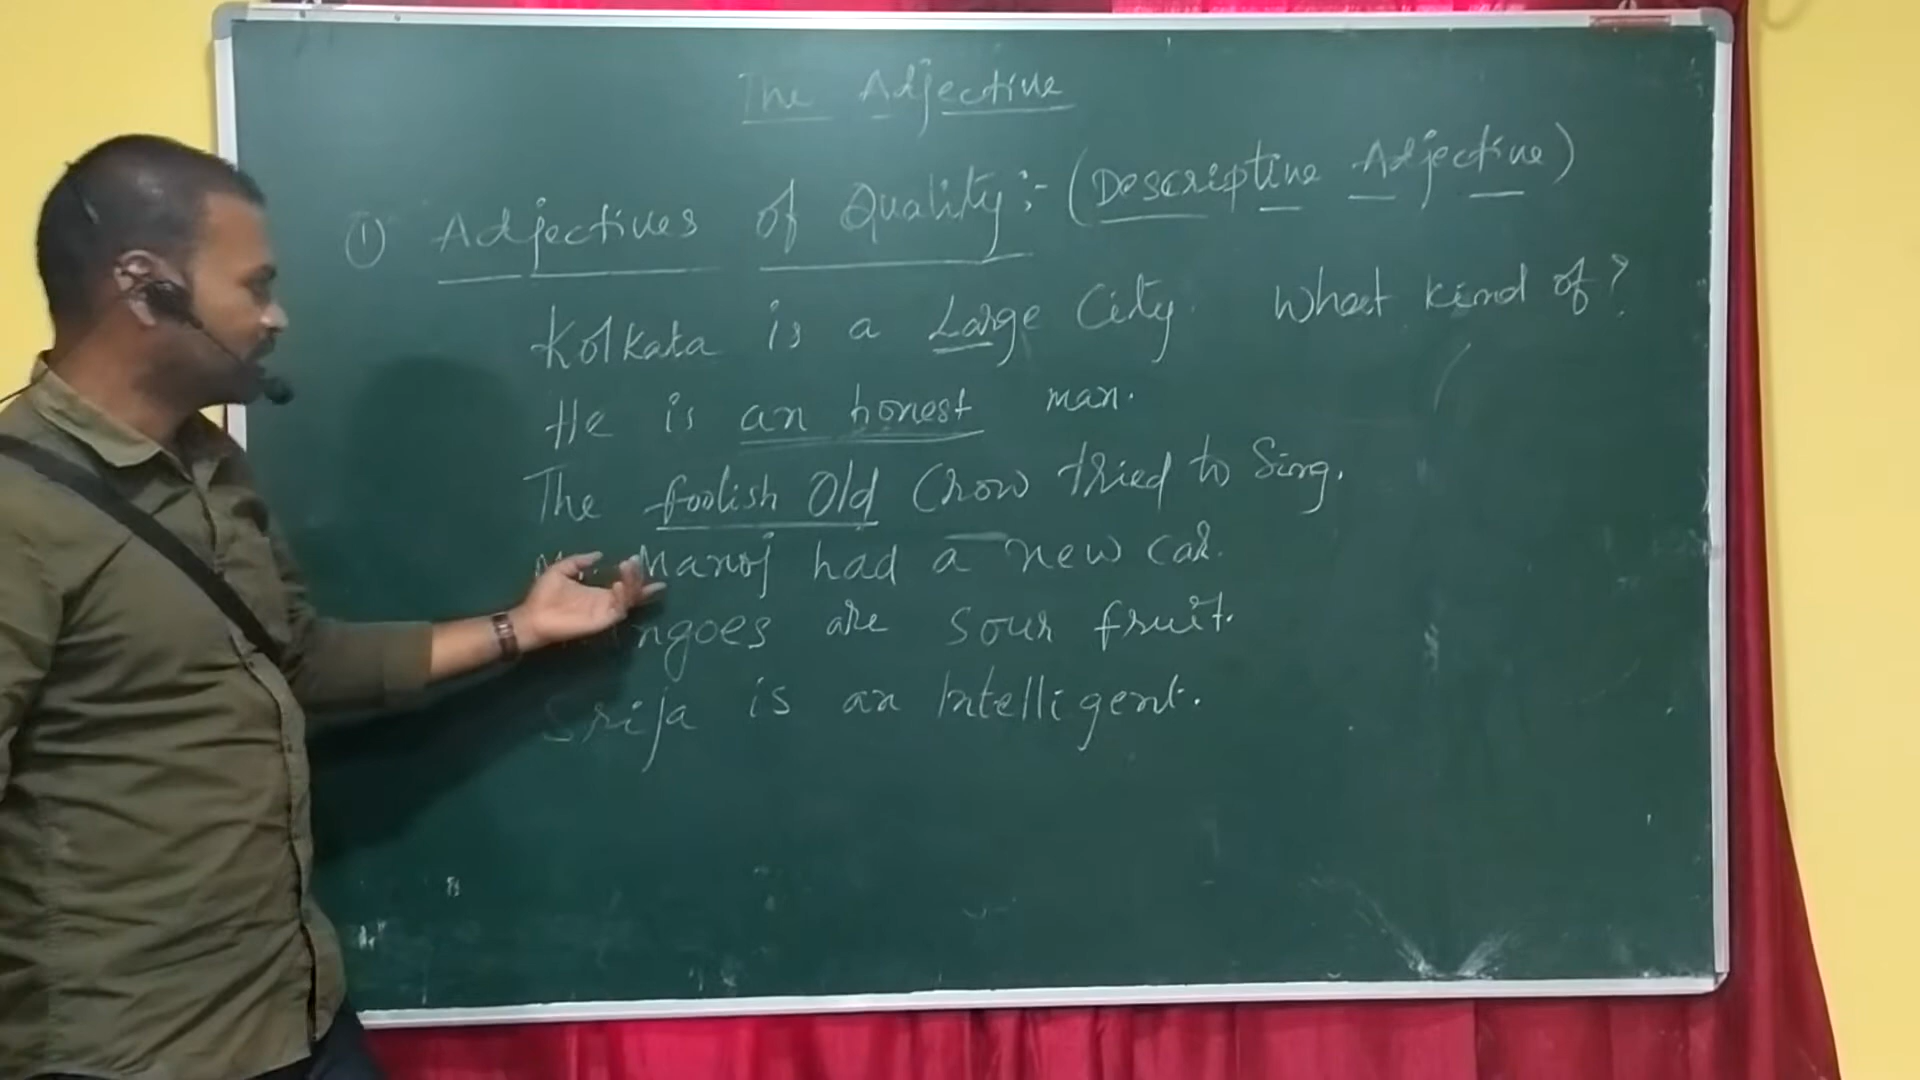 The Adjective
① Adjectives of Quality:- (Descriptive Adjective)
Kolkata is a Large City. What kind of?
He is an honest man.
The foolish Old Crow tried to Sing.
Manoj had a new car.
ngoes are sour fruit.
Srija is an Intelligent.